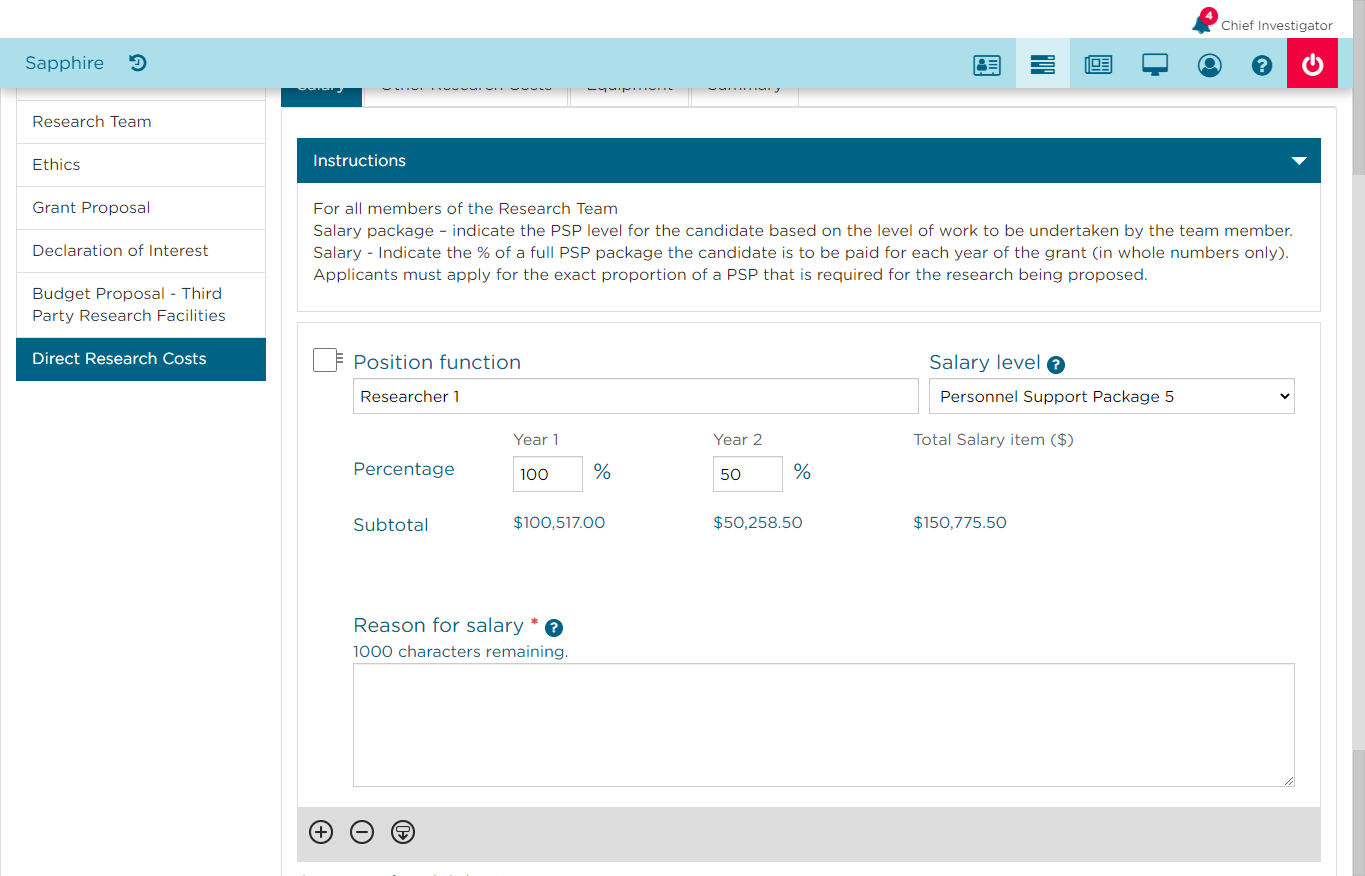 4
Chief Investigator
Sapphire
Salary
Other Research Costs
Equipment
Summary
Research Team
Ethics
Grant Proposal
Declaration of Interest
Budget Proposal - Third
Party Research Facilities
Direct Research Costs
Instructions
For all members of the Research Team
Salary package – indicate the PSP level for the candidate based on the level of work to be undertaken by the team member.
Salary - Indicate the % of a full PSP package the candidate is to be paid for each year of the grant (in whole numbers only).
Applicants must apply for the exact proportion of a PSP that is required for the research being proposed.
Position function
Salary level ?
Researcher 1
Personnel Support Package 5
Year 1 Year 2 Total Salary item ($)
Percentage 100 % 50 %
Subtotal $100,517.00 $50,258.50 $150,775.50
Reason for salary * ?
1000 characters remaining.